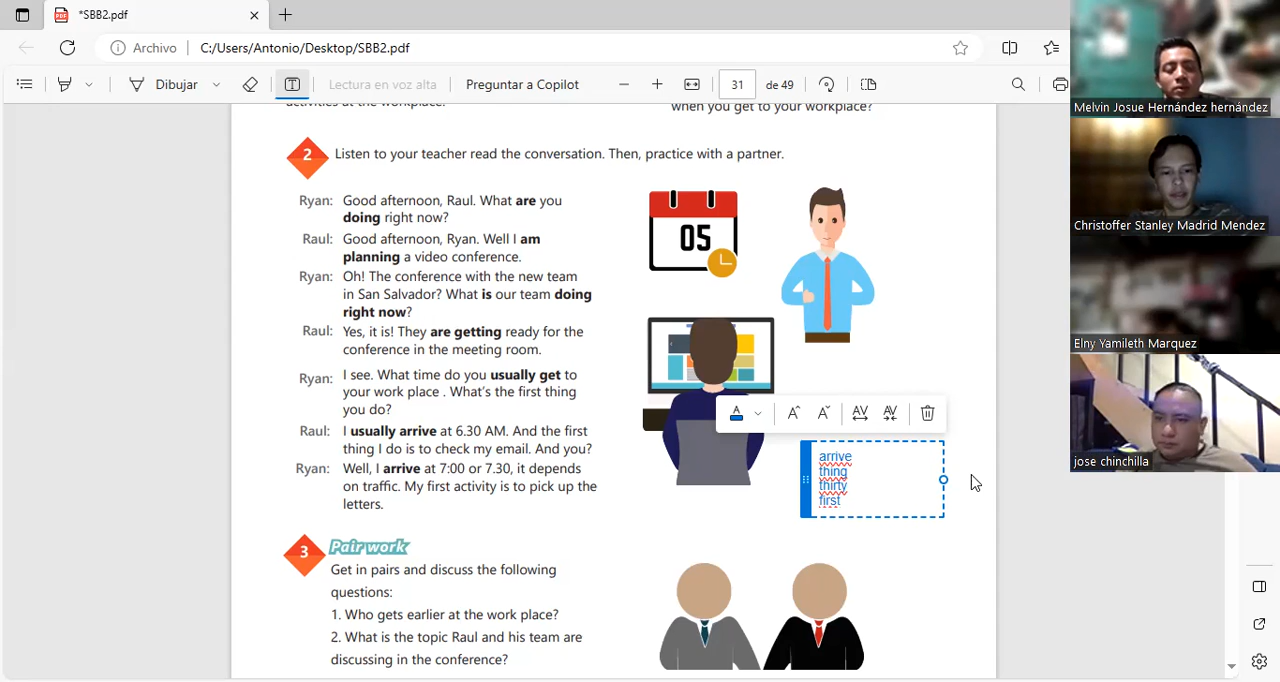 *SBB2.pdf
Archivo
C:/Users/Antonio/Desktop/SBB2.pdf
Dibujar
Lectura en voz alta
Preguntar a Copilot
31
de 49
activities at the workplace.
when you get to your workplace?
2
Listen to your teacher read the conversation. Then, practice with a partner.
Ryan: Good afternoon, Raul. What are you
doing right now?
Raul: Good afternoon, Ryan. Well I am
planning a video conference.
Ryan: Oh! The conference with the new team
in San Salvador? What is our team doing
right now?
Raul: Yes, it is! They are getting ready for the
conference in the meeting room.
Ryan: I see. What time do you usually get to
your work place . What's the first thing
you do?
Raul: I usually arrive at 6.30 AM. And the first
thing I do is to check my email. And you?
Ryan: Well, I arrive at 7:00 or 7.30, it depends
on traffic. My first activity is to pick up the
letters.
05
A
A
A
AV
AV
arrive
thing
thirty
first
3
Pair work
Get in pairs and discuss the following
questions:
1. Who gets earlier at the work place?
2. What is the topic Raul and his team are
discussing in the conference?
Melvin Josue Hernández hernández
Christoffer Stanley Madrid Mendez
Elny Yamileth Marquez
jose chinchilla